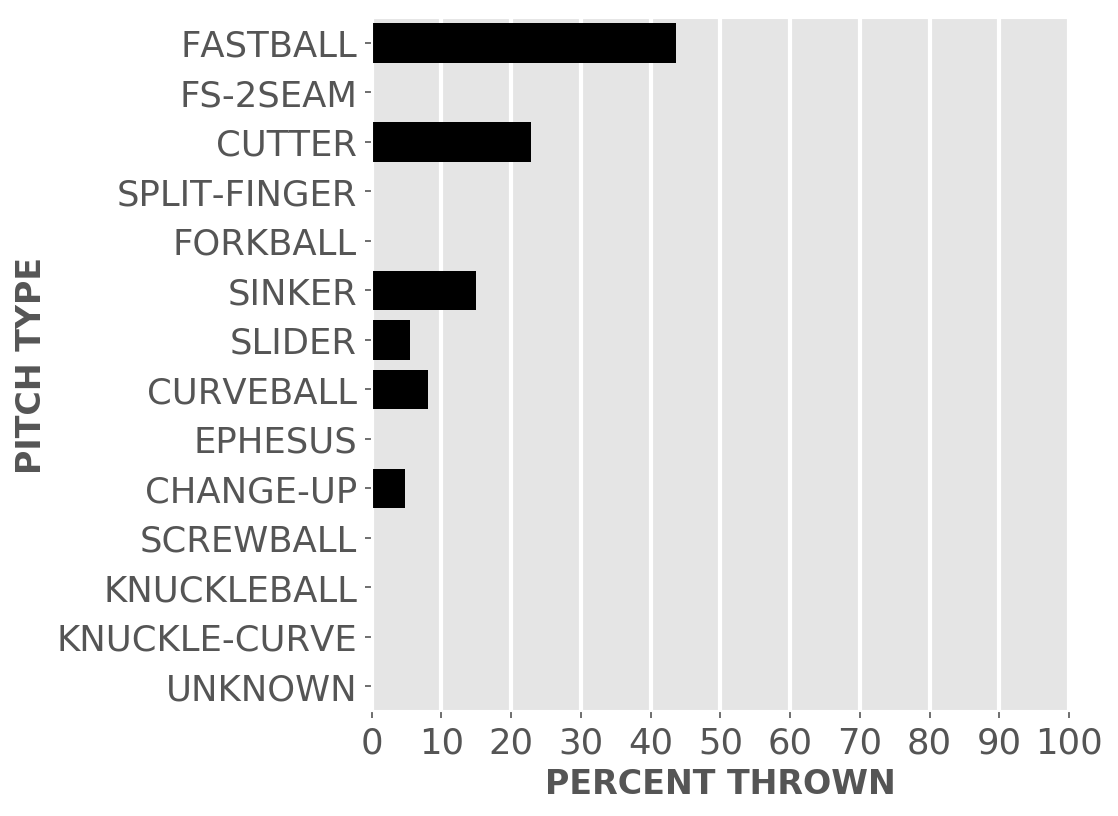 FASTBALL
FS-2SEAM
CUTTER
SPLIT-FINGER
FORKBALL
SINKER
SLIDER
CURVEBALL
EPHESUS
CHANGE-UP
SCREWBALL
KNUCKLEBALL
KNUCKLE-CURVE
UNKNOWN
PITCH TYPE
0 10 20 30 40 50 60 70 80 90 100
PERCENT THROWN